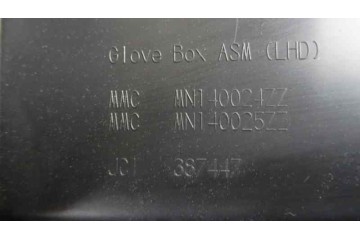 Glove Box ASM (LHD)
MMC MN140024ZZ
MMC MN140025ZZ
JCI 387447